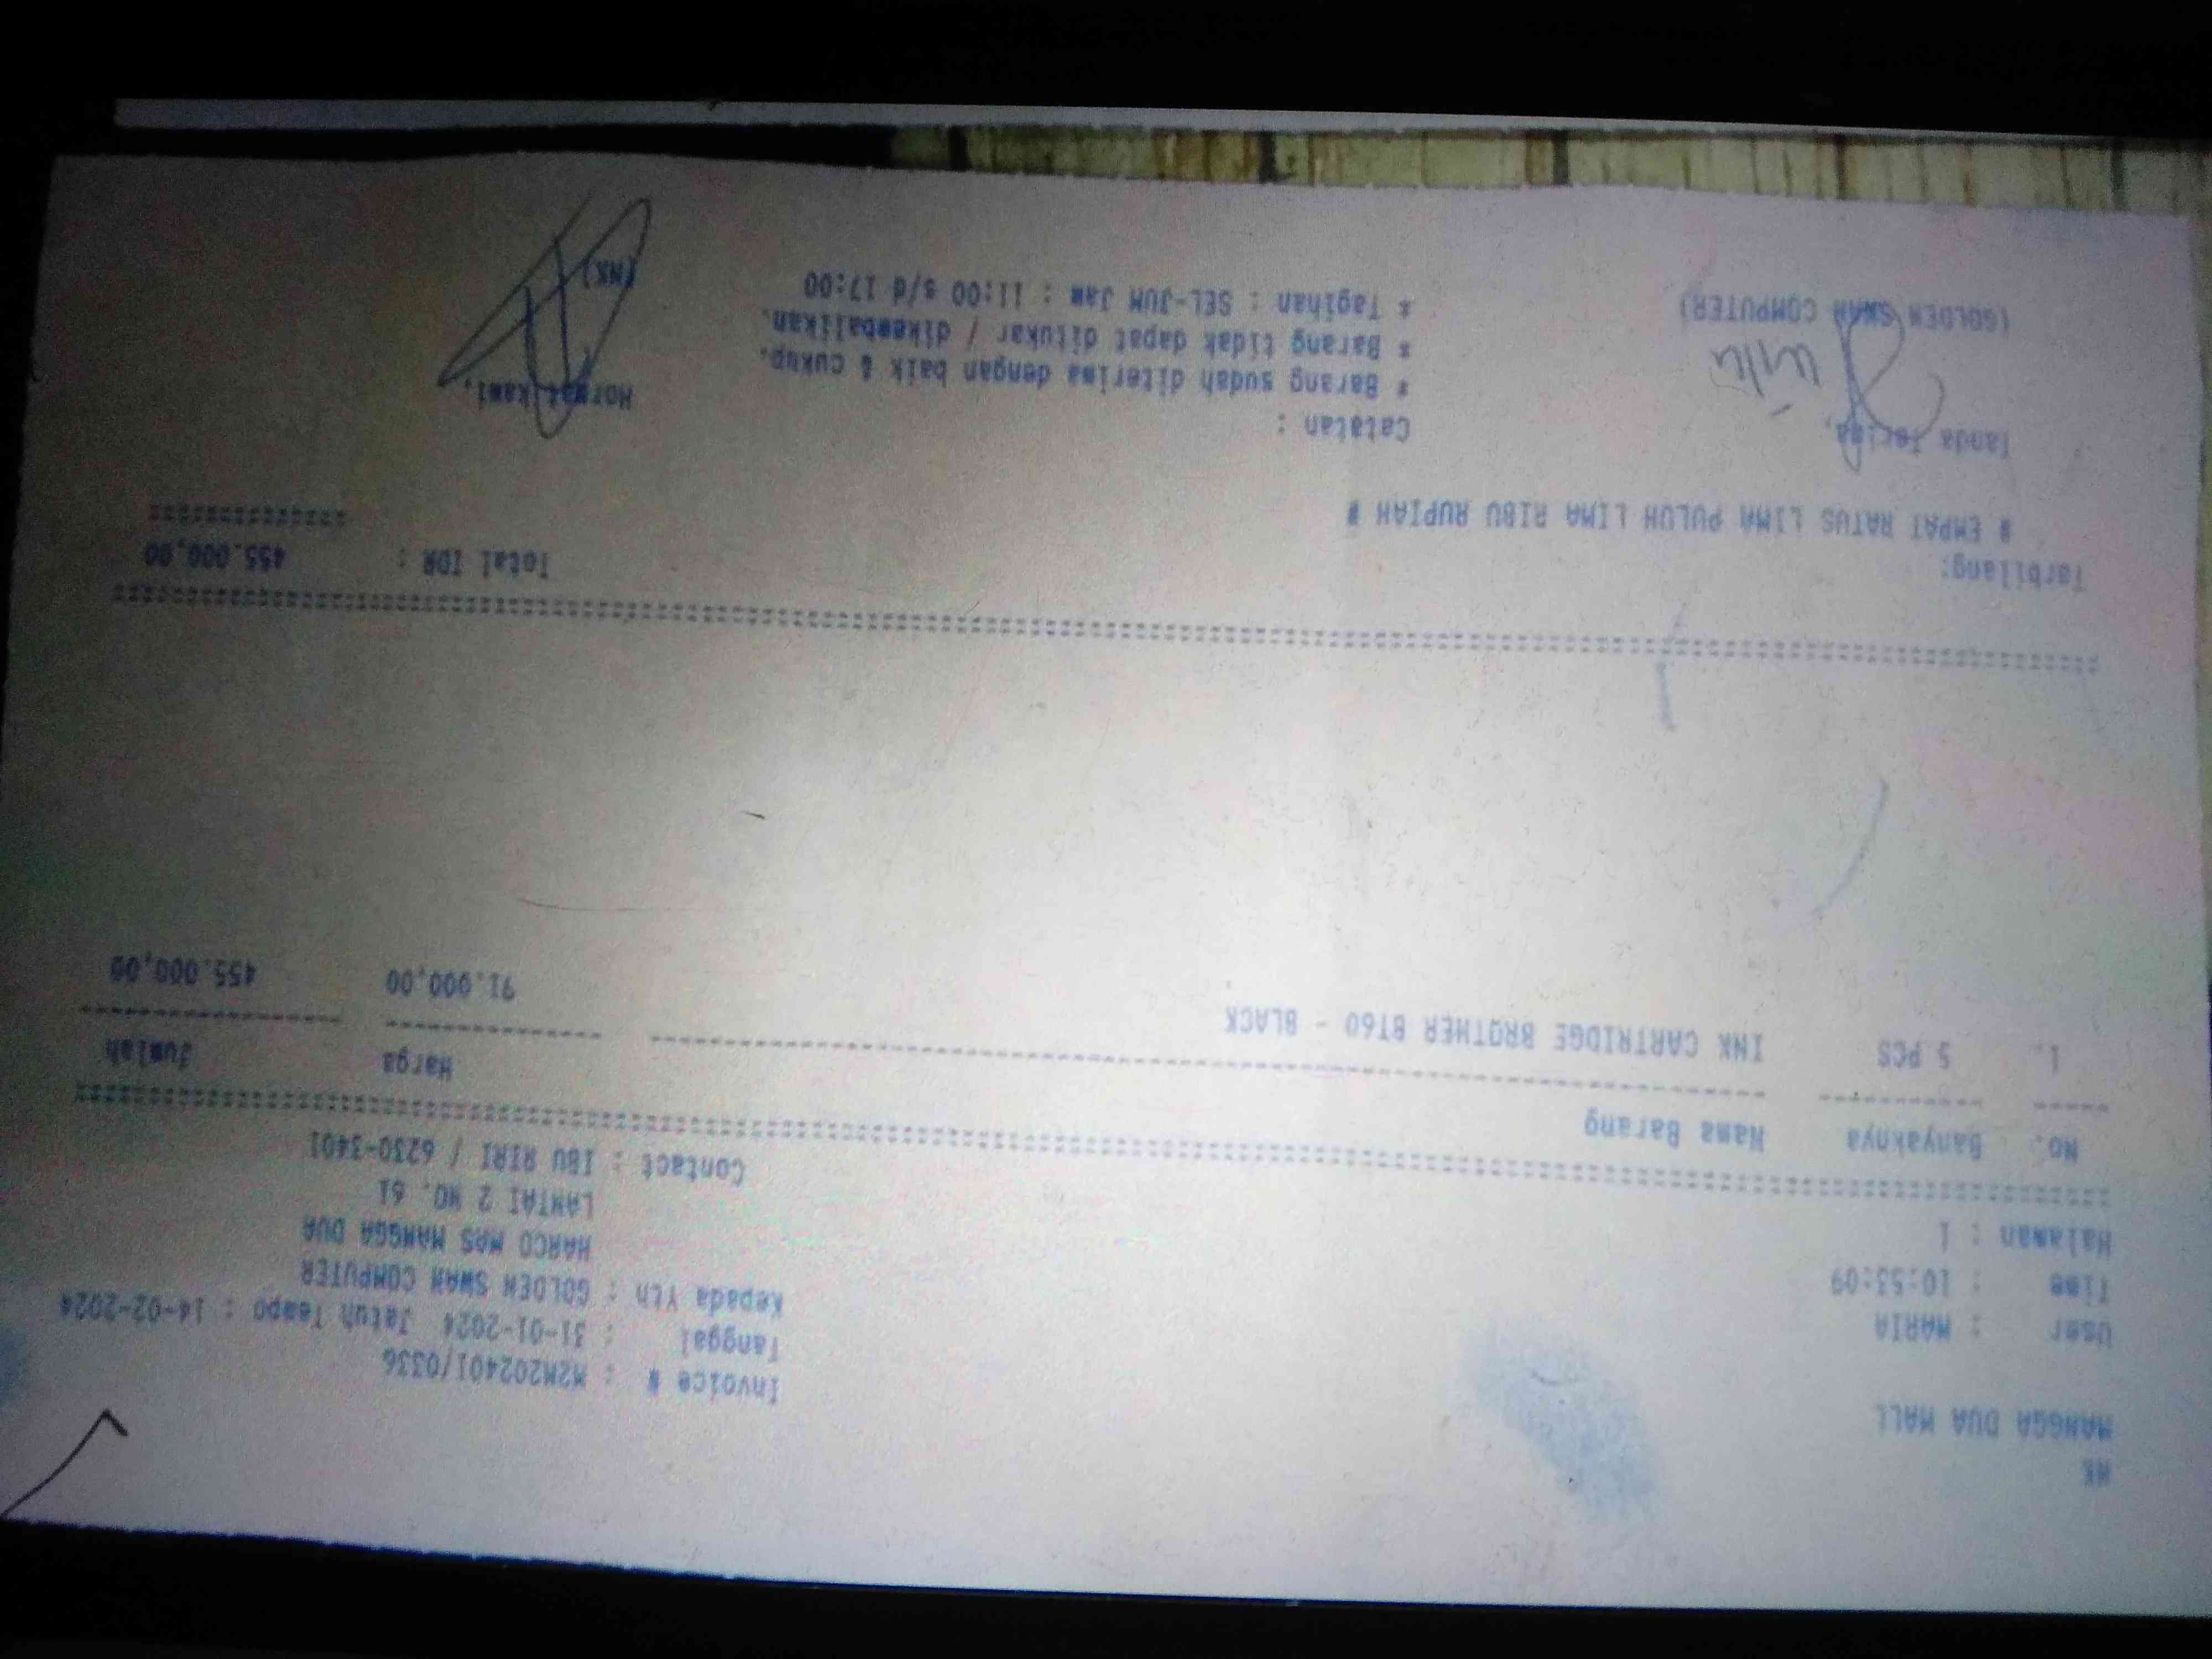 NK
MANGGA DUA MALL
Invoice # : M2M202401/0336
User : MARIA
Tanggal : 31-01-2024 Jatuh Tempo : 14-02-2024
Time : 10:53:09
Kepada Yth : GOLDEN SWAN COMPUTER
Halaman : 1
HARCO MAS MANGGA DUA
LANTAI 2 NO. 61
Contact : IBU RIRI / 6230-3401
No. Banyaknya Nama Barang Harga Jumlah
1. 5 PCS INK CARTRIDGE BROTHER BT60 - BLACK 91.000,00 455.000,00
Terbilang: Total IDR : 455.000,00
# EMPAT RATUS LIMA PULUH LIMA RIBU RUPIAH #
Tanda Terima, Catatan : Hormat kami,
* Barang sudah diterima dengan baik & cukup.
* Barang tidak dapat ditukar / dikembalikan.
* Tagihan : SEL-JUM Jam : 11:00 s/d 17:00
(GOLDEN SWAN COMPUTER) (NK)